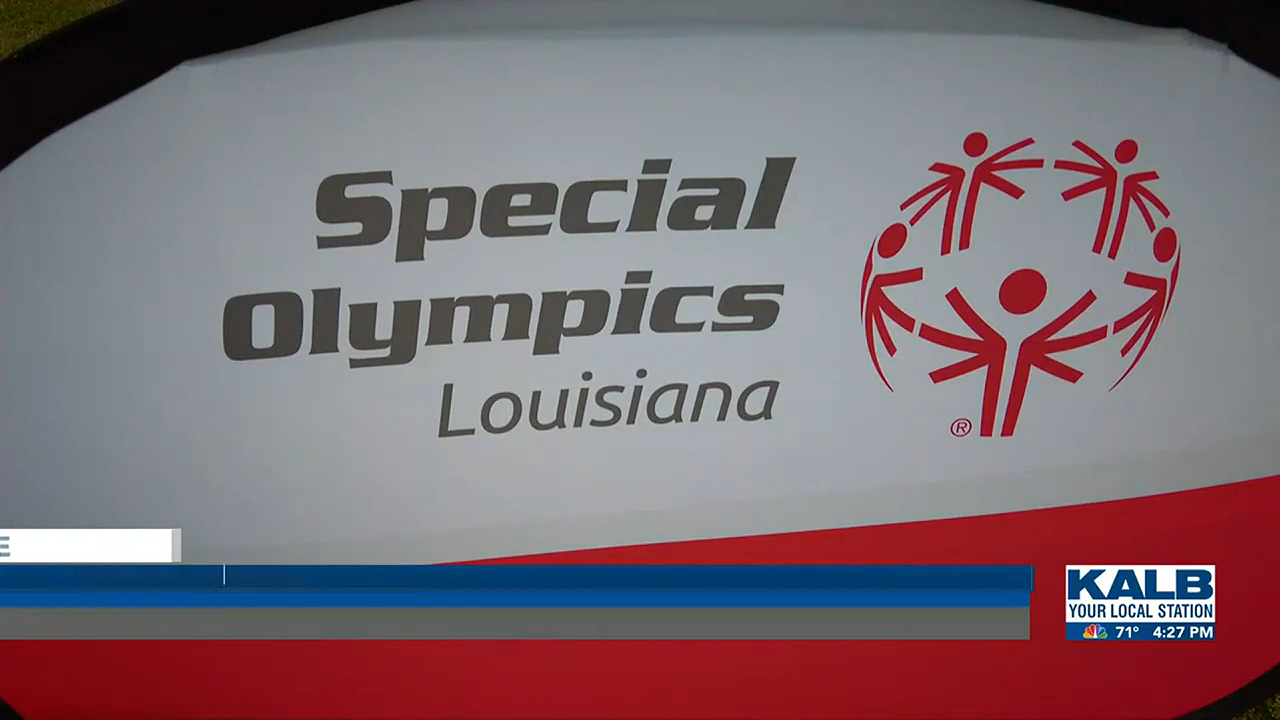 Special
Olympics
Louisiana
®
E
KALB
YOUR LOCAL STATION
71° 4:27 PM